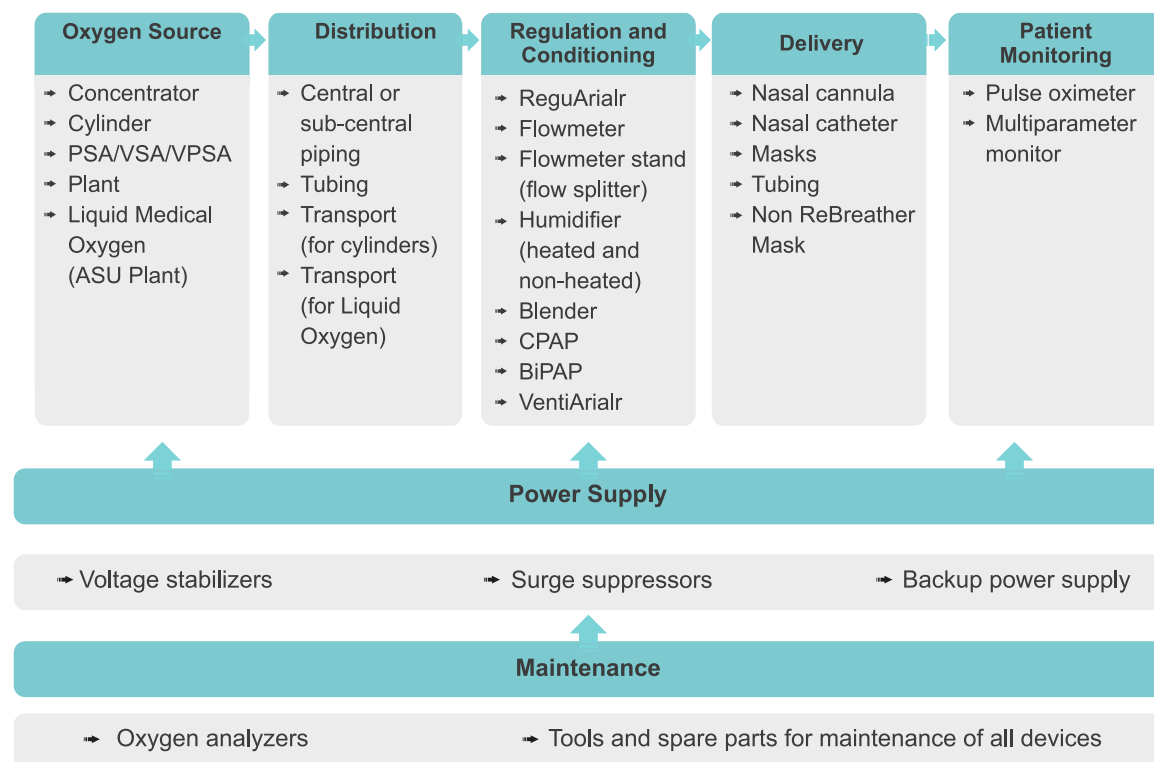 Oxygen Source
Concentrator
Cylinder
PSA/VSA/VPSA
Plant
Liquid Medical
Oxygen
(ASU Plant)
Distribution
Central or
sub-central
piping
Tubing
Transport
(for cylinders)
Transport
(for Liquid
Oxygen)
Regulation and
Conditioning
ReguArialr
Flowmeter
Flowmeter stand
(flow splitter)
Humidifier
(heated and
non-heated)
Blender
CPAP
BiPAP
VentiArialr
Delivery
Nasal cannula
Nasal catheter
Masks
Tubing
Non ReBreather
Mask
Patient
Monitoring
Pulse oximeter
Multiparameter
monitor
Power Supply
Voltage stabilizers
Surge suppressors
Backup power supply
Maintenance
Oxygen analyzers
Tools and spare parts for maintenance of all devices